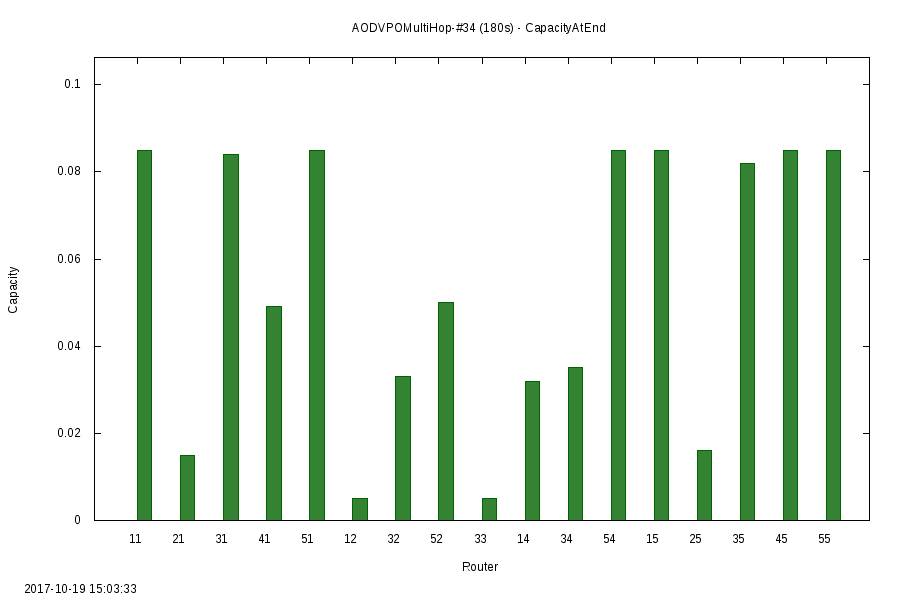 AODVPOMultiHop-#34 (180s) - CapacityAtEnd
0.1
0.08
0.06
0.04
0.02
0
Capacity
11 21 31 41 51 12 32 52 33 14 34 54 15 25 35 45 55
Router
2017-10-19 15:03:33